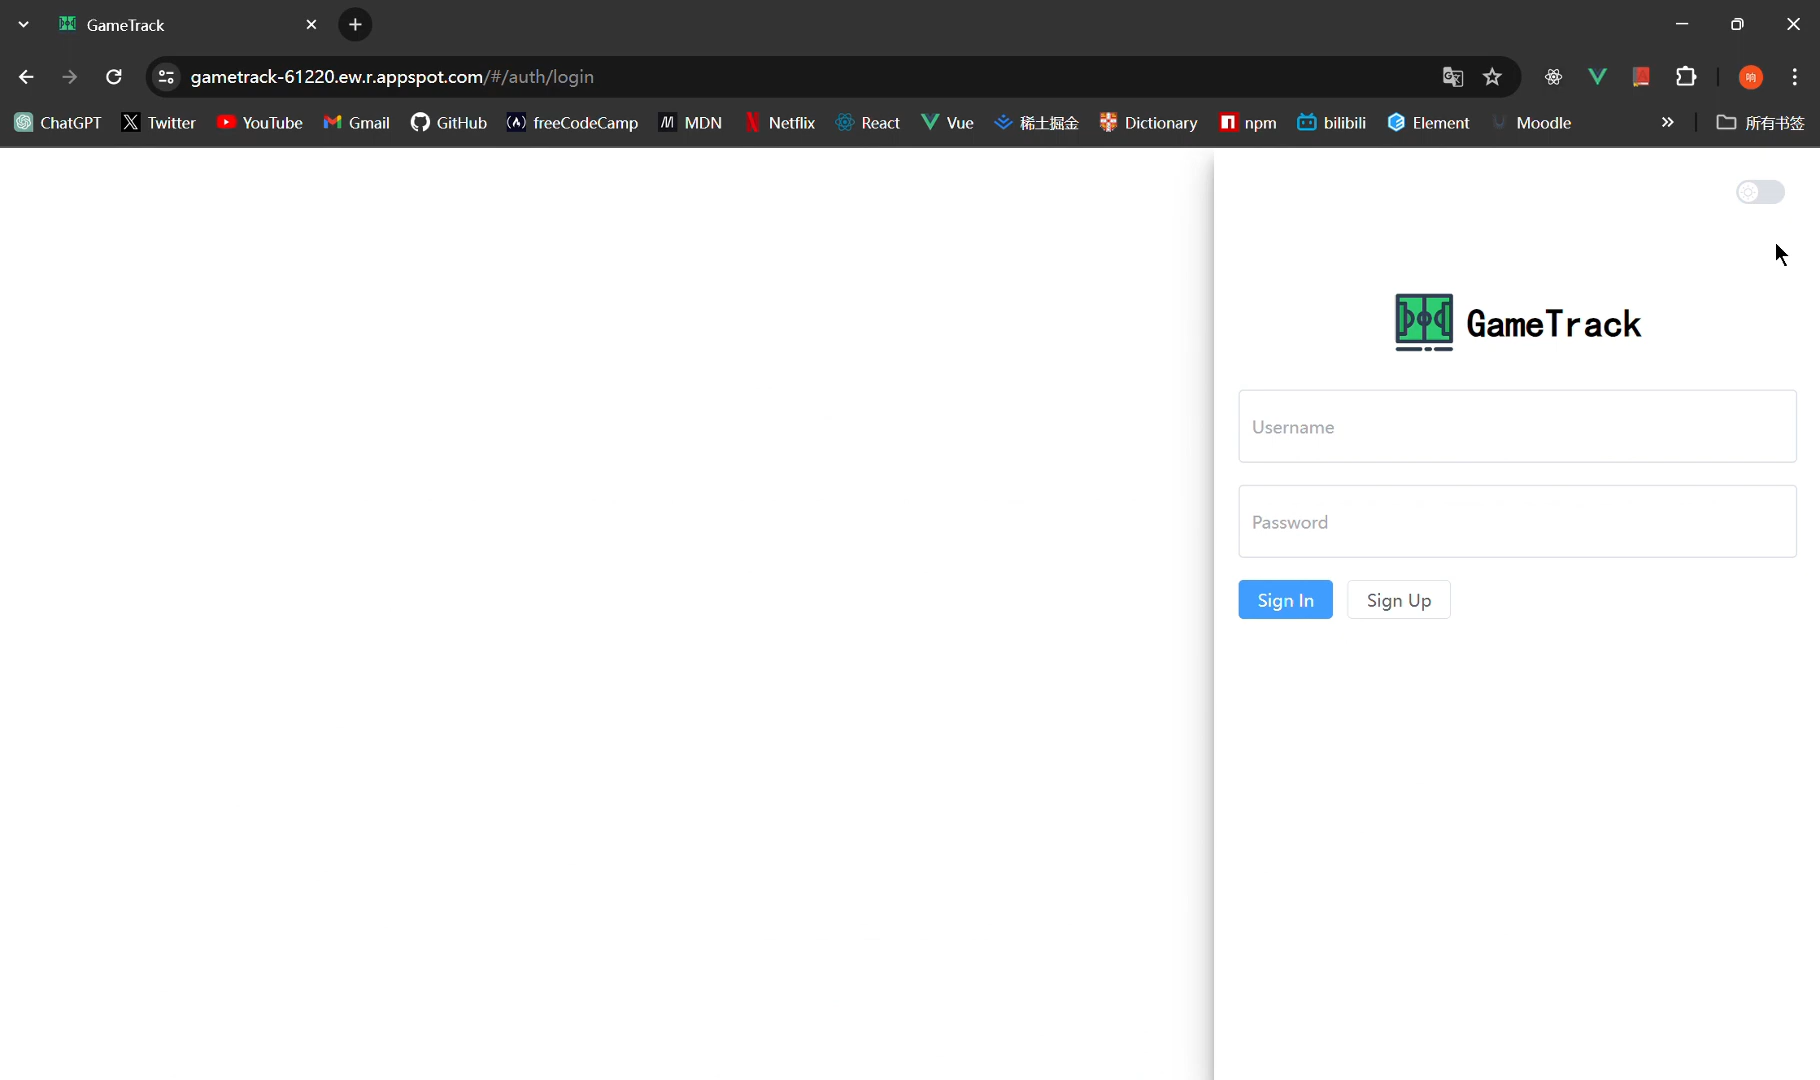 GameTrack
gametrack-61220.ew.r.appspot.com/#/auth/login
响
ChatGPT Twitter YouTube Gmail GitHub freeCodeCamp MDN Netflix React Vue 稀土掘金 Dictionary npm bilibili Element Moodle 所有书签
GameTrack
Username
Password
Sign In Sign Up